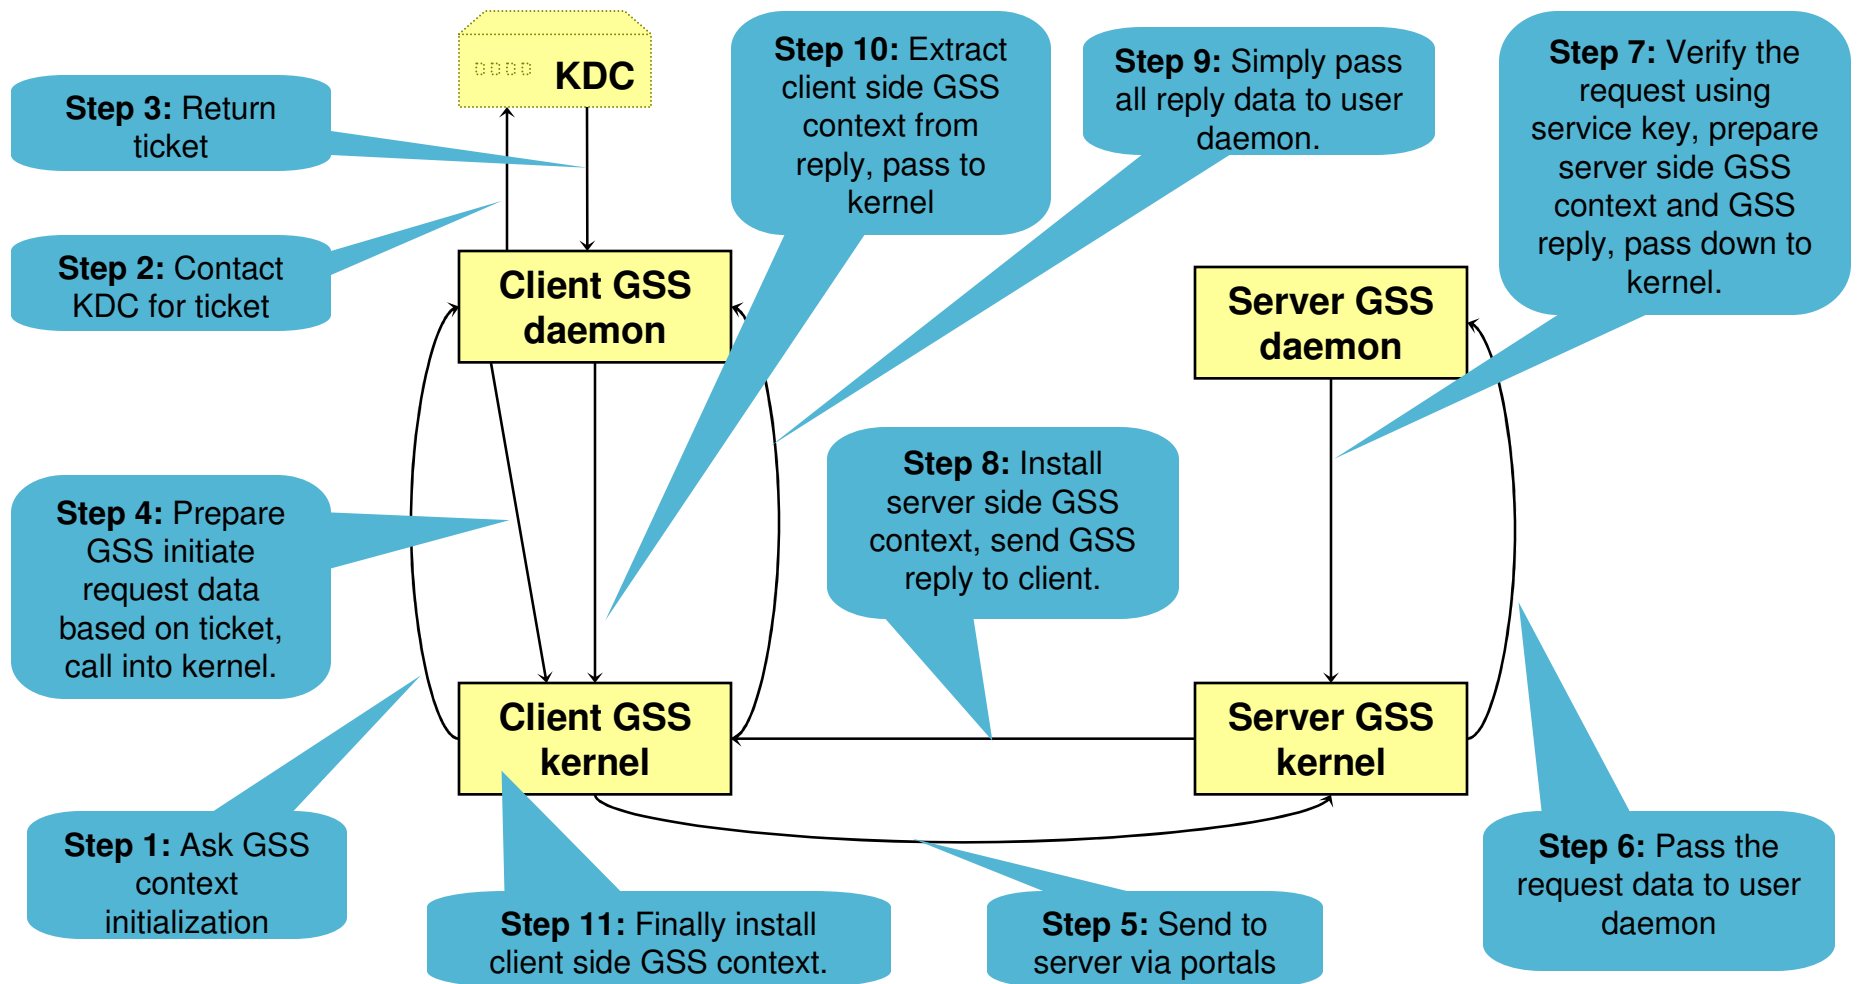 KDC
Step 3: Return
ticket
Step 2: Contact
KDC for ticket
Step 10: Extract
client side GSS
context from
reply, pass to
kernel
Step 9: Simply pass
all reply data to user
daemon.
Step 7: Verify the
request using
service key, prepare
server side GSS
context and GSS
reply, pass down to
kernel.
Client GSS
daemon
Server GSS
daemon
Step 4: Prepare
GSS initiate
request data
based on ticket,
call into kernel.
Step 8: Install
server side GSS
context, send GSS
reply to client.
Client GSS
kernel
Server GSS
kernel
Step 1: Ask GSS
context
initialization
Step 11: Finally install
client side GSS context.
Step 5: Send to
server via portals
Step 6: Pass the
request data to user
daemon